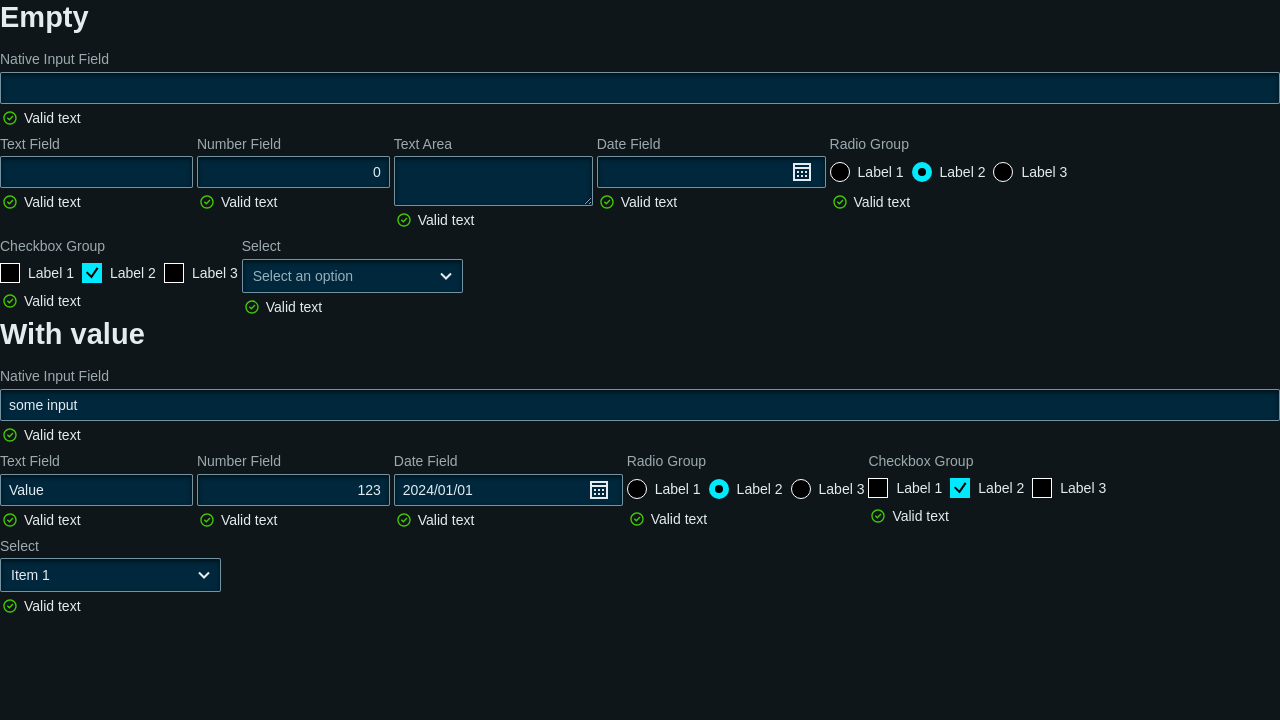 Empty
Native Input Field
Valid text
Text Field Number Field Text Area Date Field Radio Group
0 Label 1 Label 2 Label 3
Valid text Valid text Valid text Valid text Valid text
Checkbox Group Select
Label 1 Label 2 Label 3 Select an option
Valid text Valid text
With value
Native Input Field
some input
Valid text
Text Field Number Field Date Field Radio Group Checkbox Group
Value 123 2024/01/01 Label 1 Label 2 Label 3 Label 1 Label 2 Label 3
Valid text Valid text Valid text Valid text Valid text
Select
Item 1
Valid text